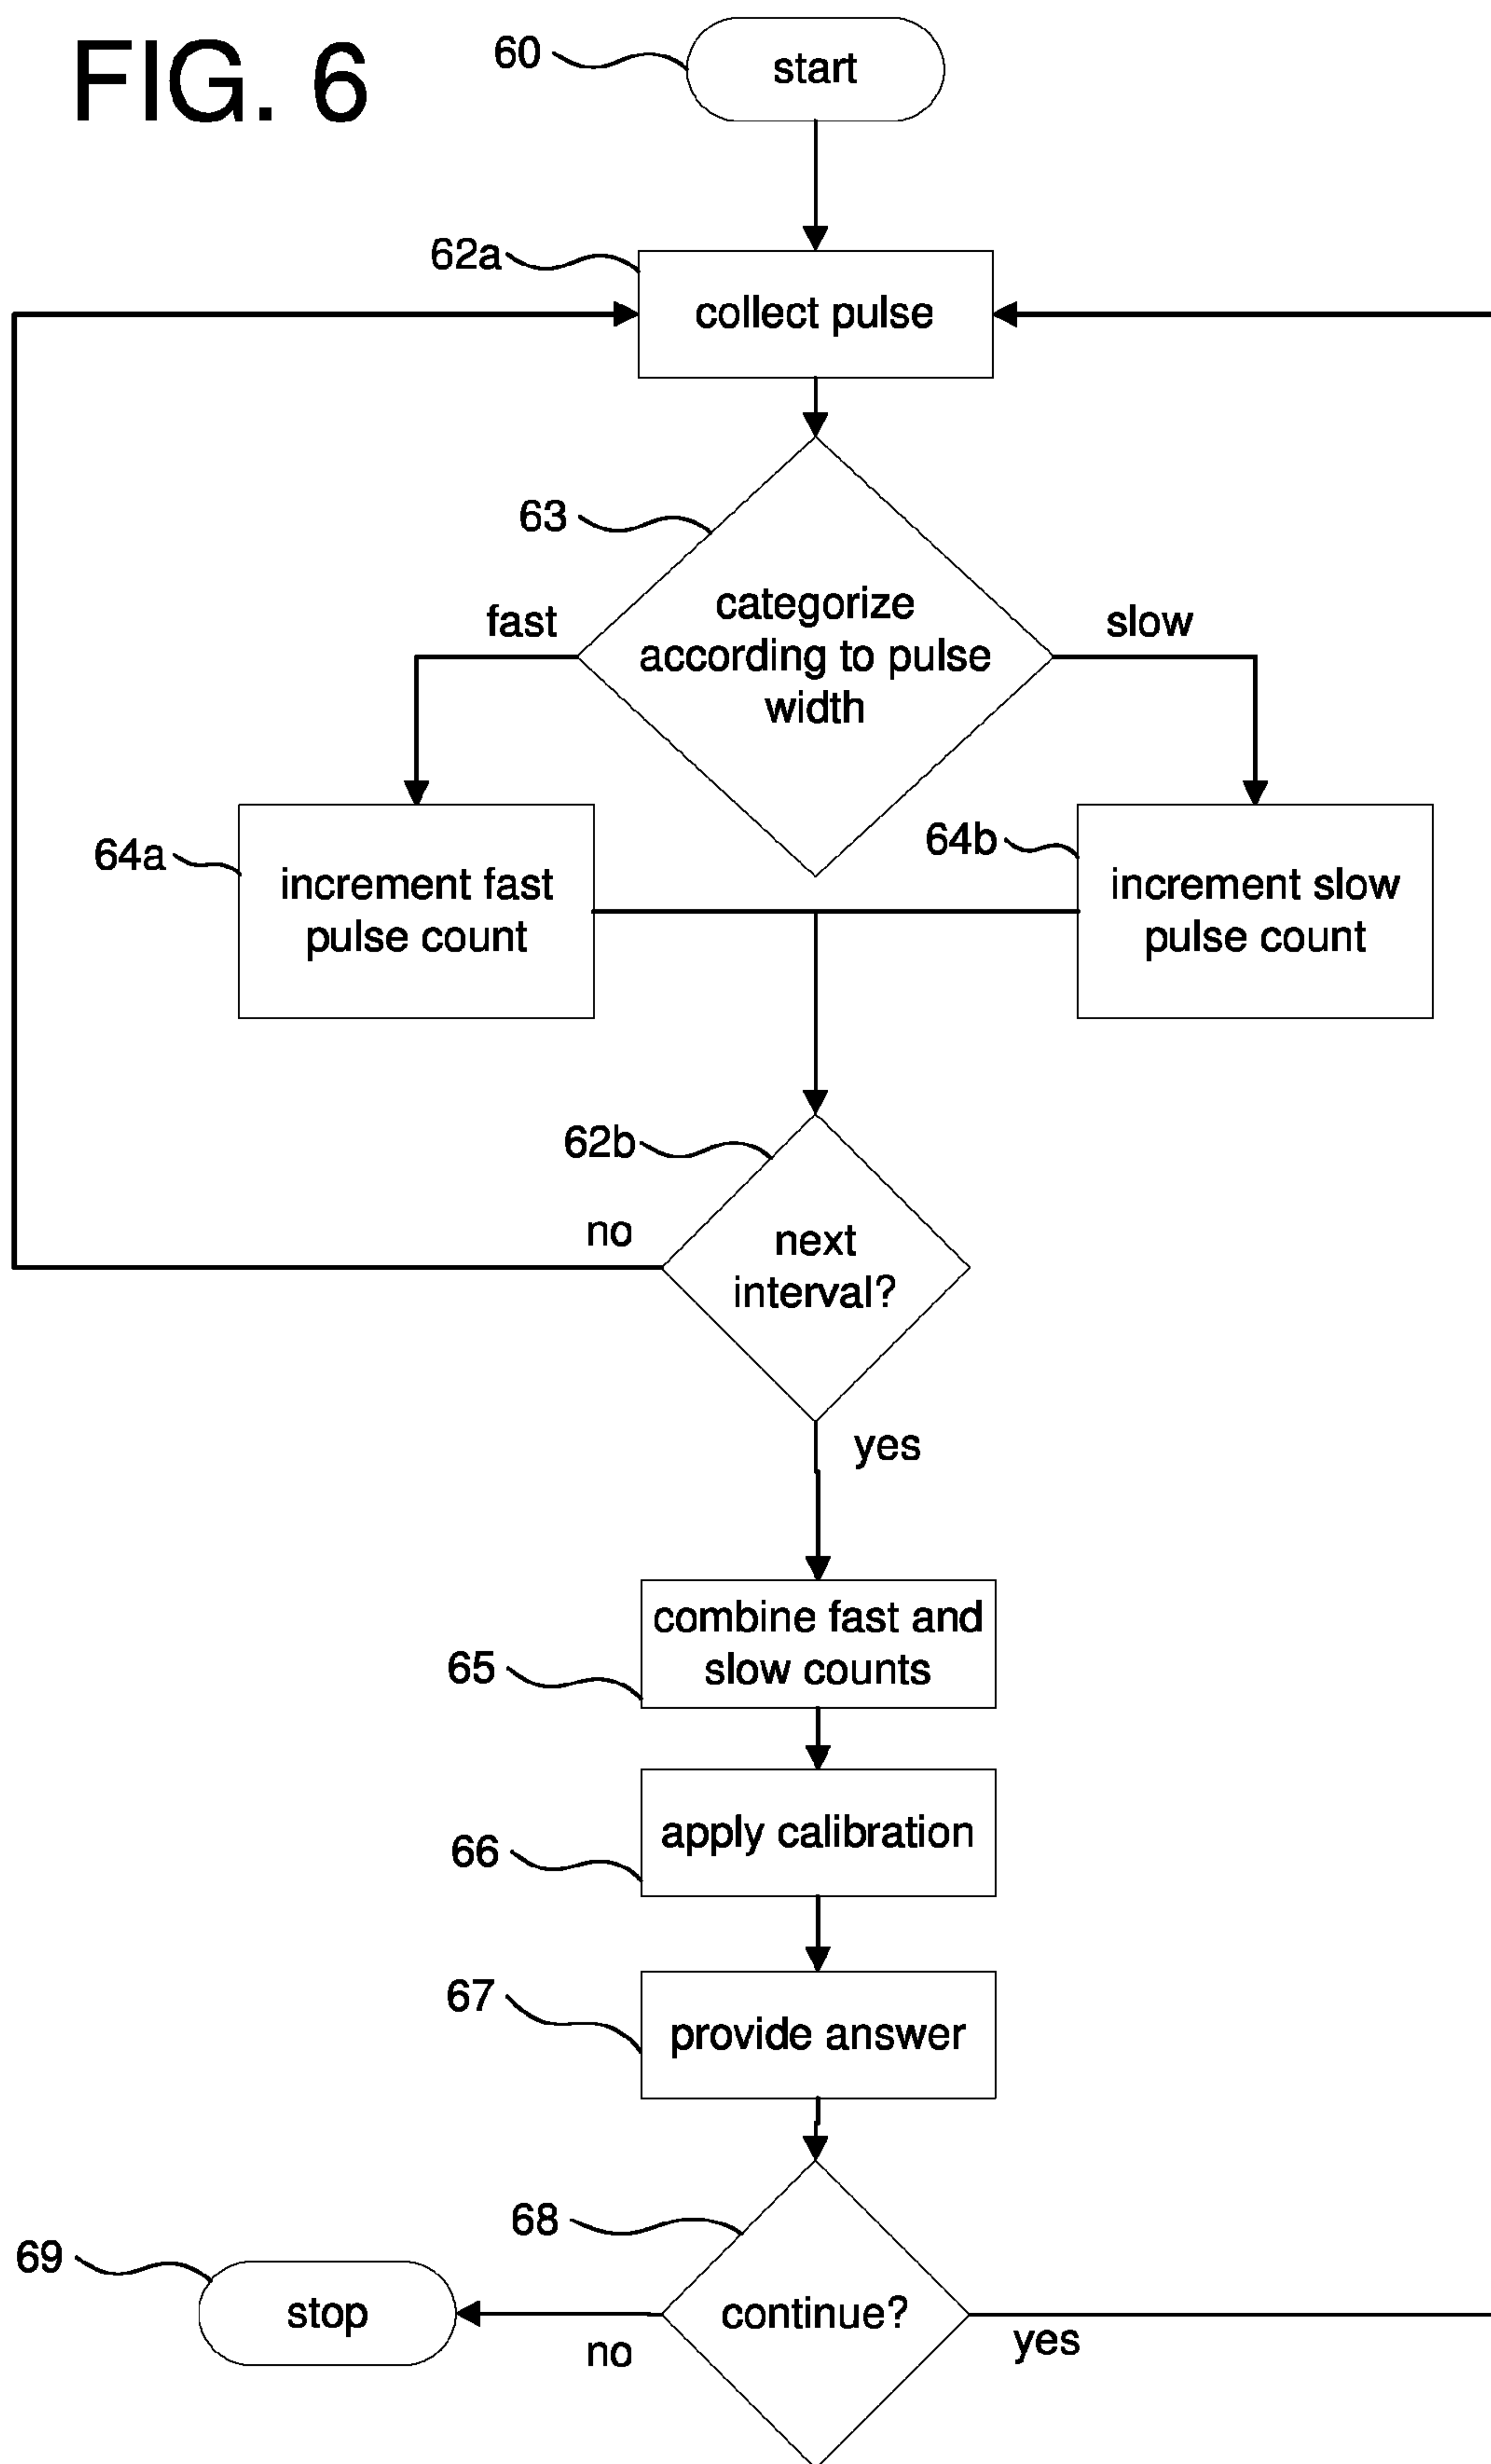 FIG. 6
60
start
62a
collect pulse
63
fast
categorize
according to pulse
width
slow
64a
increment fast
pulse count
64b
increment slow
pulse count
62b
no
next
interval?
yes
combine fast and
slow counts
65
apply calibration
66
67
provide answer
68
69
stop
continue?
no
yes